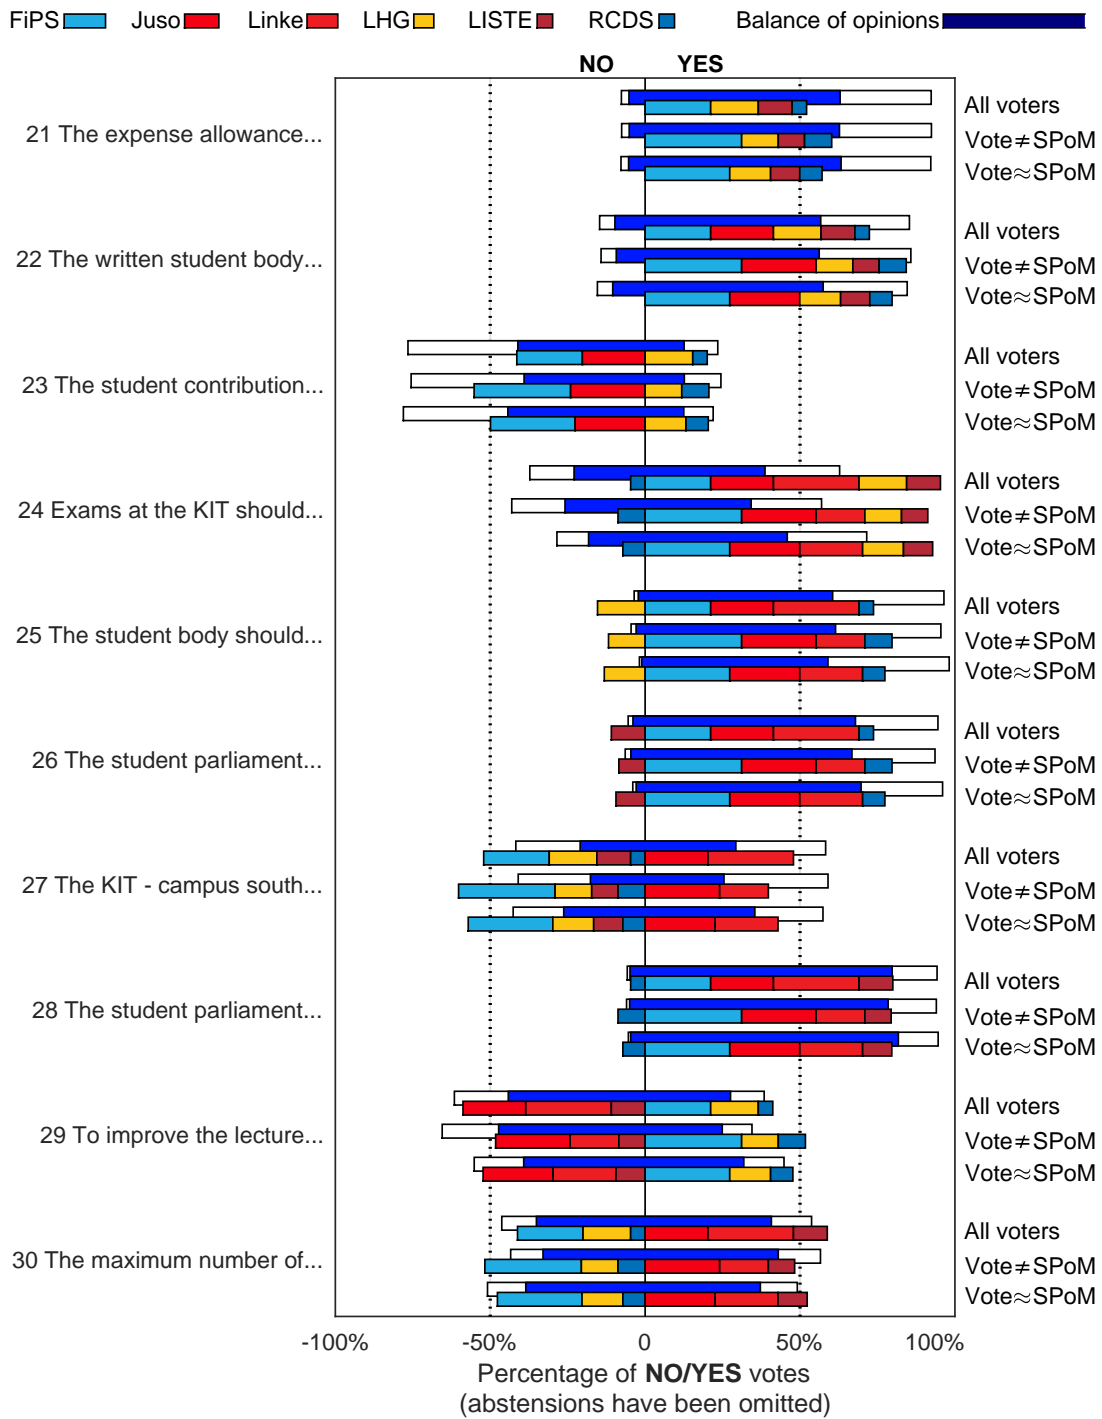 FiPS Juso Linke LHG LISTE RCDS Balance of opinions
NO YES
All voters
21 The expense allowance... Vote≠SPoM
Vote≈SPoM
All voters
22 The written student body... Vote≠SPoM
Vote≈SPoM
All voters
23 The student contribution... Vote≠SPoM
Vote≈SPoM
All voters
24 Exams at the KIT should... Vote≠SPoM
Vote≈SPoM
All voters
25 The student body should... Vote≠SPoM
Vote≈SPoM
All voters
26 The student parliament... Vote≠SPoM
Vote≈SPoM
All voters
27 The KIT - campus south... Vote≠SPoM
Vote≈SPoM
All voters
28 The student parliament... Vote≠SPoM
Vote≈SPoM
All voters
29 To improve the lecture... Vote≠SPoM
Vote≈SPoM
All voters
30 The maximum number of... Vote≠SPoM
Vote≈SPoM
-100% -50% 0 50% 100%
Percentage of NO/YES votes
(abstensions have been omitted)